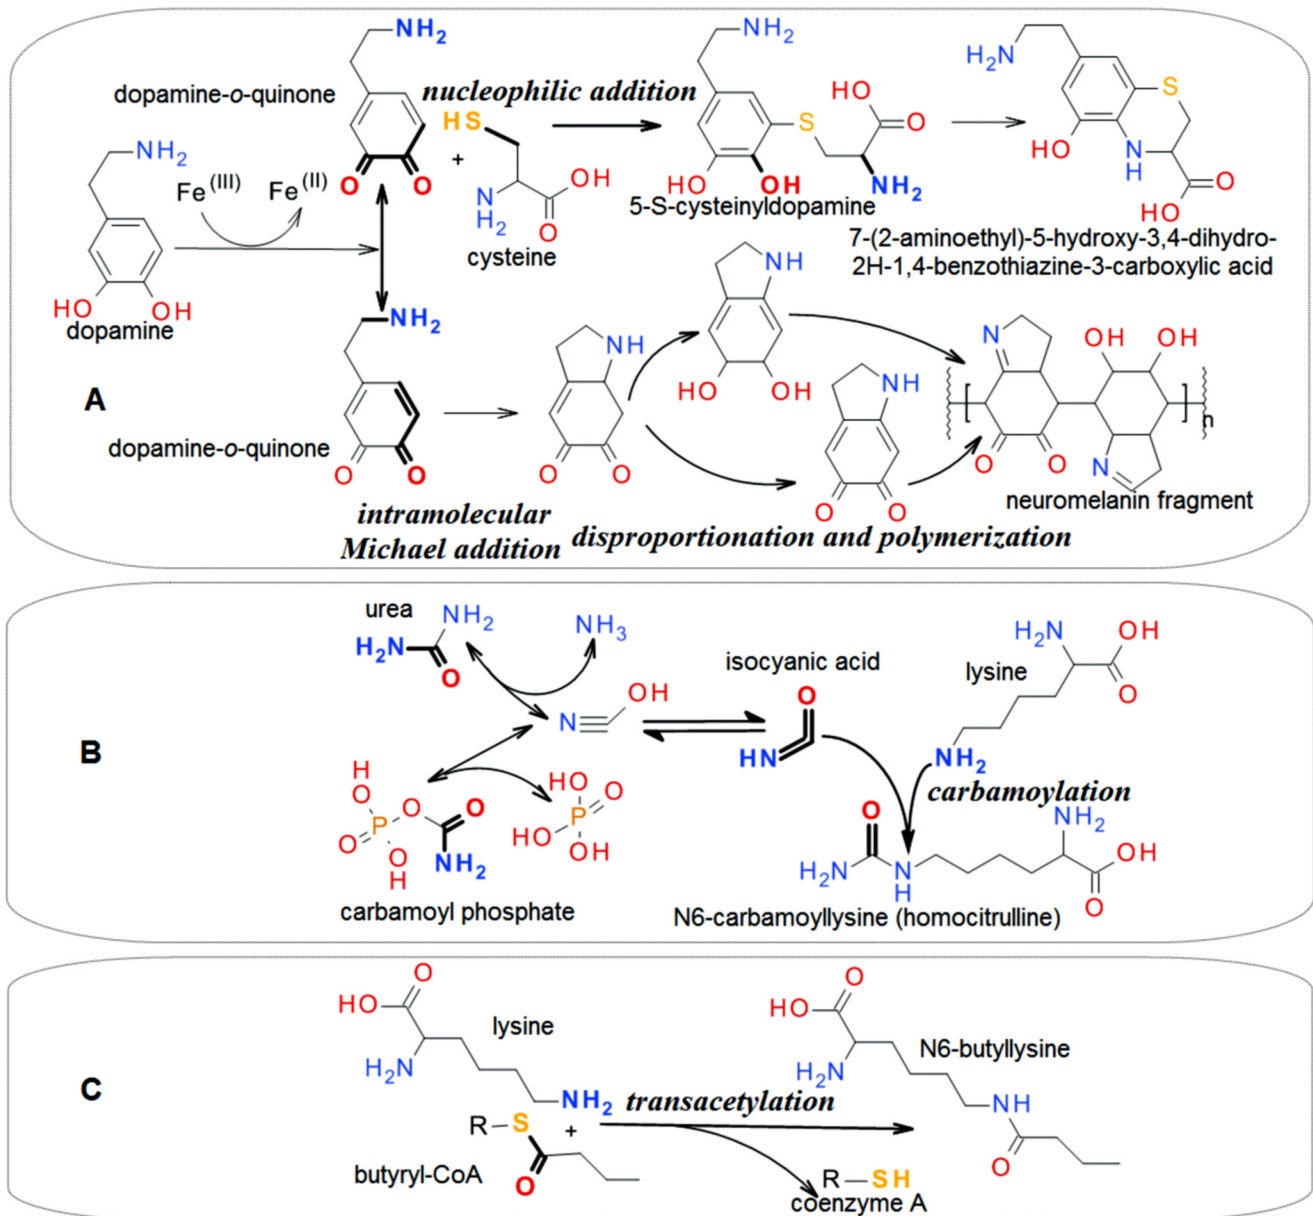 NH2
dopamine-o-quinone
nucleophilic addition
HS
+
NH2
OH
O
cysteine
O
O
NH2
Fe(III)
Fe(II)
HO
OH
dopamine
NH2
HO
OH
S
HO
O
NH2
5-S-cysteinyldopamine
H2N
S
HO
N
H
O
HO
7-(2-aminoethyl)-5-hydroxy-3,4-dihydro-
2H-1,4-benzothiazine-3-carboxylic acid
A
NH2
dopamine-o-quinone
O
O
NH
O
O
NH
HO
OH
NH
O
O
N
OH
OH
O
O
N
n
neuromelanin fragment
intramolecular
Michael addition
disproportionation and polymerization
B
urea
NH2
H2N
O
NH3
N
OH
isocyanic acid
O
HN
lysine
H2N
OH
O
NH2
carbamoylation
H
O
O
P
O
O
H
O
NH2
carbamoyl phosphate
HO
O
P
HO
OH
O
H2N
N
H
NH2
OH
O
N6-carbamoyllysine (homocitrulline)
C
O
HO
lysine
H2N
NH2
R
S
+
butyryl-CoA
O
transacetylation
R
SH
coenzyme A
O
HO
N6-butyllysine
H2N
NH
O